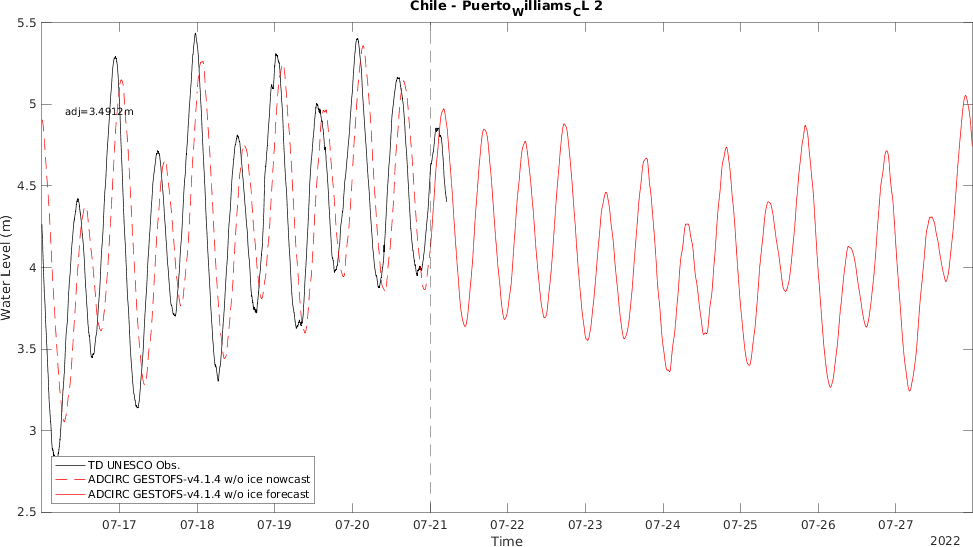 Chile - Puerto_Williams_CL 2
5.5
5
adj=3.4912m
4.5
4
3.5
3
2.5
Water Level (m)
TD UNESCO Obs.
ADCIRC GESTOFS-v4.1.4 w/o ice nowcast
ADCIRC GESTOFS-v4.1.4 w/o ice forecast
07-17 07-18 07-19 07-20 07-21 07-22 07-23 07-24 07-25 07-26 07-27
Time
2022